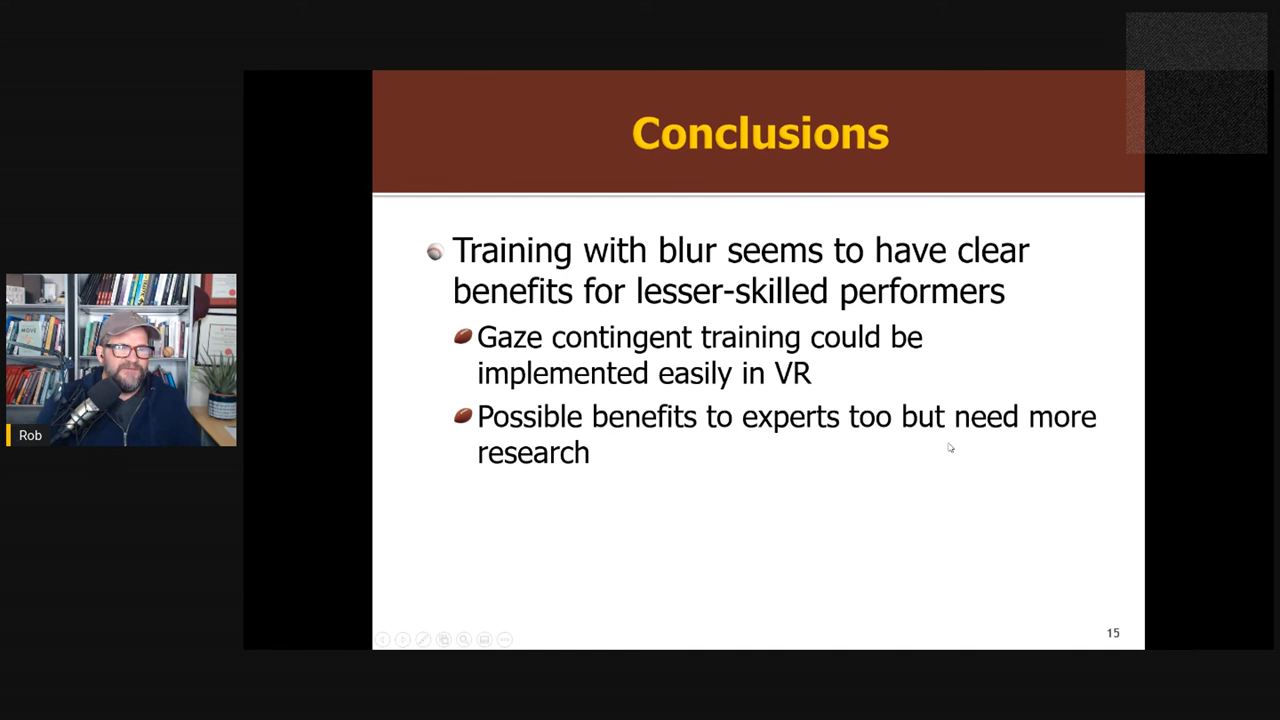 Conclusions
Training with blur seems to have clear
benefits for lesser-skilled performers
Gaze contingent training could be
implemented easily in VR
Possible benefits to experts too but need more
research
MOVE
Rob
15